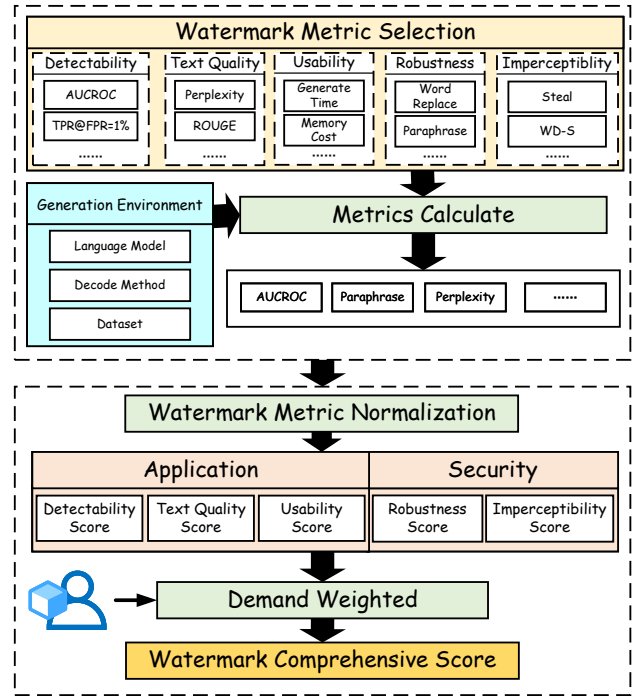 Watermark Metric Selection
Detectability
AUCROC
TPR@FPR=1%
......
Text Quality
Perplexity
ROUGE
......
Usability
Generate
Time
Memory
Cost
......
Robustness
Word
Replace
Paraphrase
......
Imperceptiblity
Steal
WD-S
......
Generation Environment
Language Model
Decode Method
Dataset
Metrics Calculate
AUCROC
Paraphrase
Perplexity
......
Watermark Metric Normalization
Application
Detectability
Score
Text Quality
Score
Usability
Score
Security
Robustness
Score
Imperceptibility
Score
Demand Weighted
Watermark Comprehensive Score